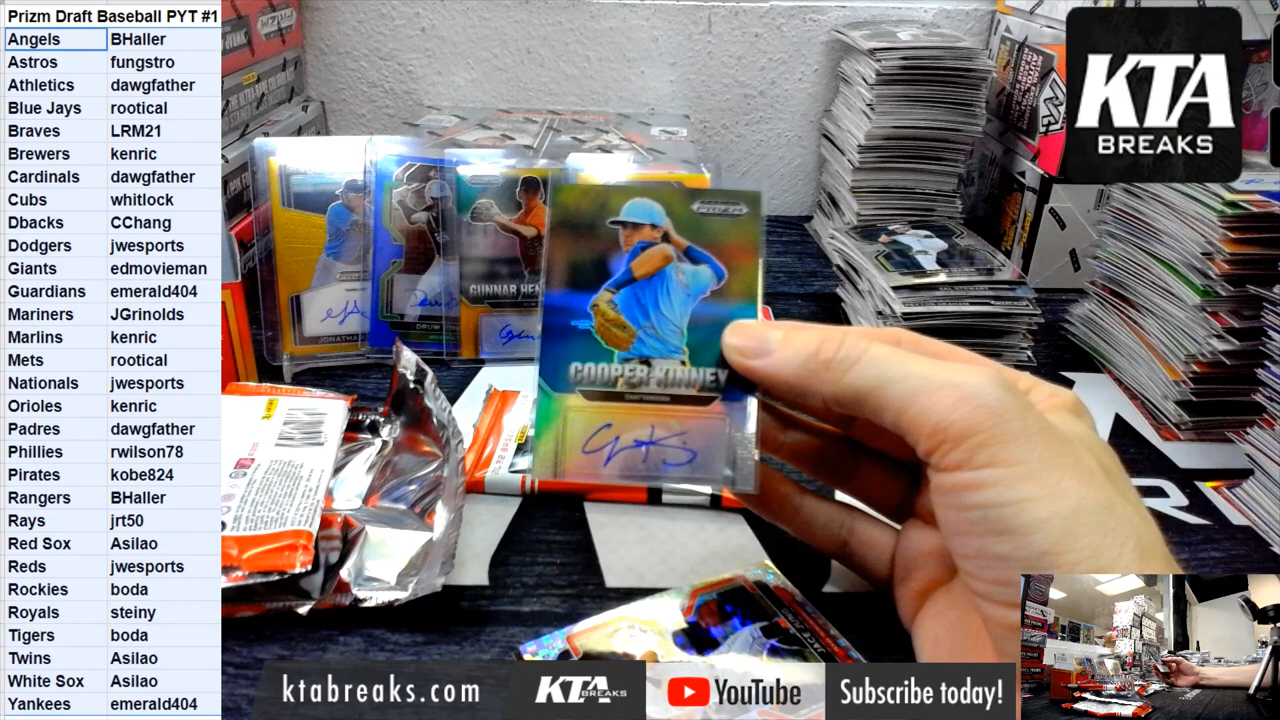 Prizm Draft Baseball PYT #1
Angels BHaller
Astros fungstro
Athletics dawgfather
Blue Jays rootical
Braves LRM21
Brewers kenric
Cardinals dawgfather
Cubs whitlock
Dbacks CChang
Dodgers jwesports
Giants edmovieman
Guardians emerald404
Mariners JGrinolds
Marlins kenric
Mets rootical
Nationals jwesports
Orioles kenric
Padres dawgfather
Phillies rwilson78
Pirates kobe824
Rangers BHaller
Rays jrt50
Red Sox Asilao
Reds jwesports
Rockies boda
Royals steiny
Tigers boda
Twins Asilao
White Sox Asilao
Yankees emerald404
KTA
BREAKS
PRIZM
COOPER KINNEY
GUNNAR HEN
DRUW
JONATHA
JACE JUNG
ktabreaks.com
KTA BREAKS
YouTube
Subscribe today!